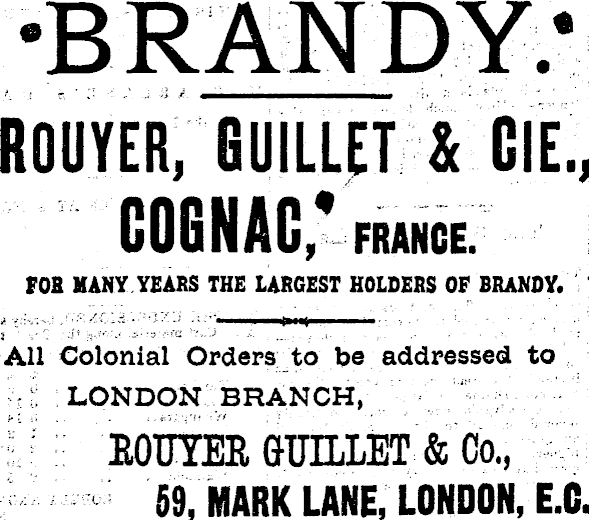 BRANDY.
ROUYER, GUILLET & CIE.,
COGNAC, FRANCE.
FOR MANY YEARS THE LARGEST HOLDERS OF BRANDY.
All Colonial Orders to be addressed to
LONDON BRANCH,
ROUYER GUILLET & Co.,
59, MARK LANE, LONDON, E.C.